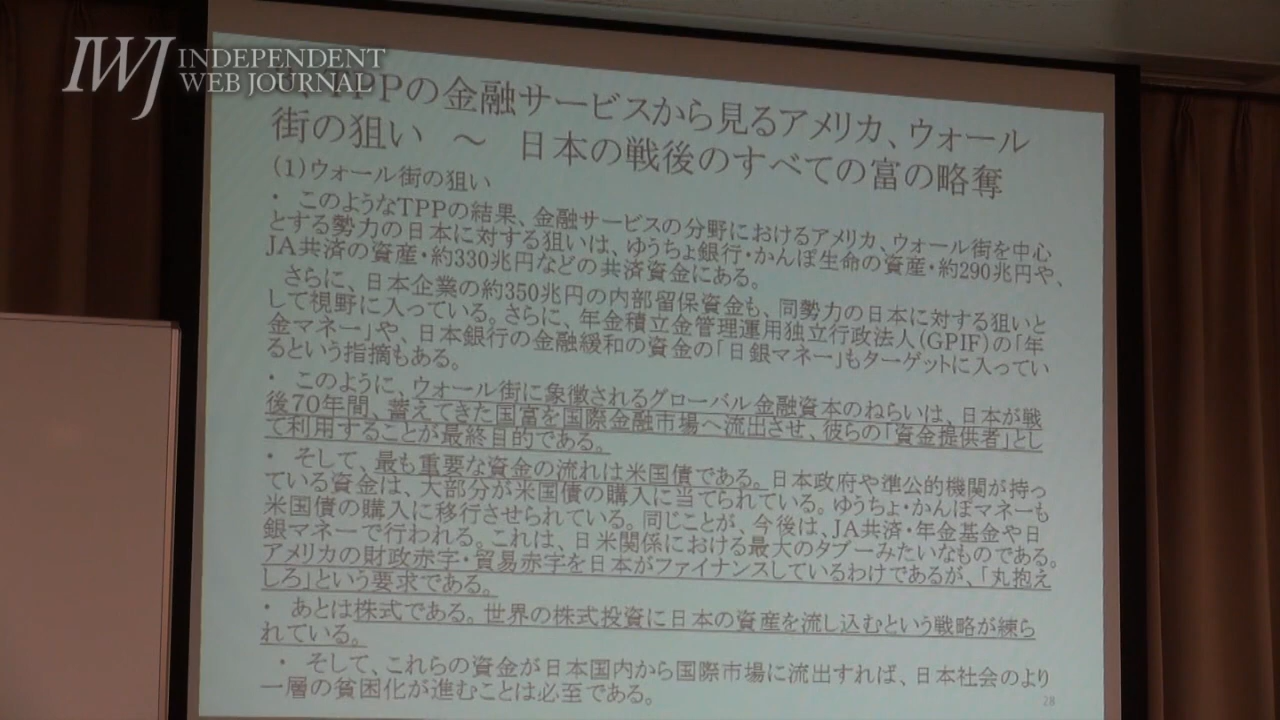 IWJ INDEPENDENT
WEB JOURNAL
TPPの金融サービスから見るアメリカ、ウォール
街の狙い ～ 日本の戦後のすべての富の略奪
(1)ウォール街の狙い
・ このようなTPPの結果、金融サービスの分野におけるアメリカ、ウォール街を中心
とする勢力の日本に対する狙いは、ゆうちょ銀行・かんぽ生命の資産・約290兆円や、
JA共済の資産・約330兆円などの共済資金にある。
さらに、日本企業の約350兆円の内部留保資金も、同勢力の日本に対する狙いと
して視野に入っている。さらに、年金積立金管理運用独立行政法人(GPIF)の「年
金マネー」や、日本銀行の金融緩和の資金の「日銀マネー」もターゲットに入ってい
るという指摘もある。
・ このように、ウォール街に象徴されるグローバル金融資本のねらいは、日本が戦
後70年間、蓄えてきた国富を国際金融市場へ流出させ、彼らの「資金提供者」とし
て利用することが最終目的である。
・ そして、最も重要な資金の流れは米国債である。日本政府や準公的機関が持っ
ている資金は、大部分が米国債の購入に当てられている。ゆうちょ・かんぽマネーも
米国債の購入に移行させられている。同じことが、今後は、JA共済・年金基金や日
銀マネーで行われる。これは、日米関係における最大のタブーみたいなものである。
アメリカの財政赤字・貿易赤字を日本がファイナンスしているわけであるが、「丸抱え
しろ」という要求である。
・ あとは株式である。世界の株式投資に日本の資産を流し込むという戦略が練ら
れている。
・ そして、これらの資金が日本国内から国際市場に流出すれば、日本社会のより
一層の貧困化が進むことは必至である。
28